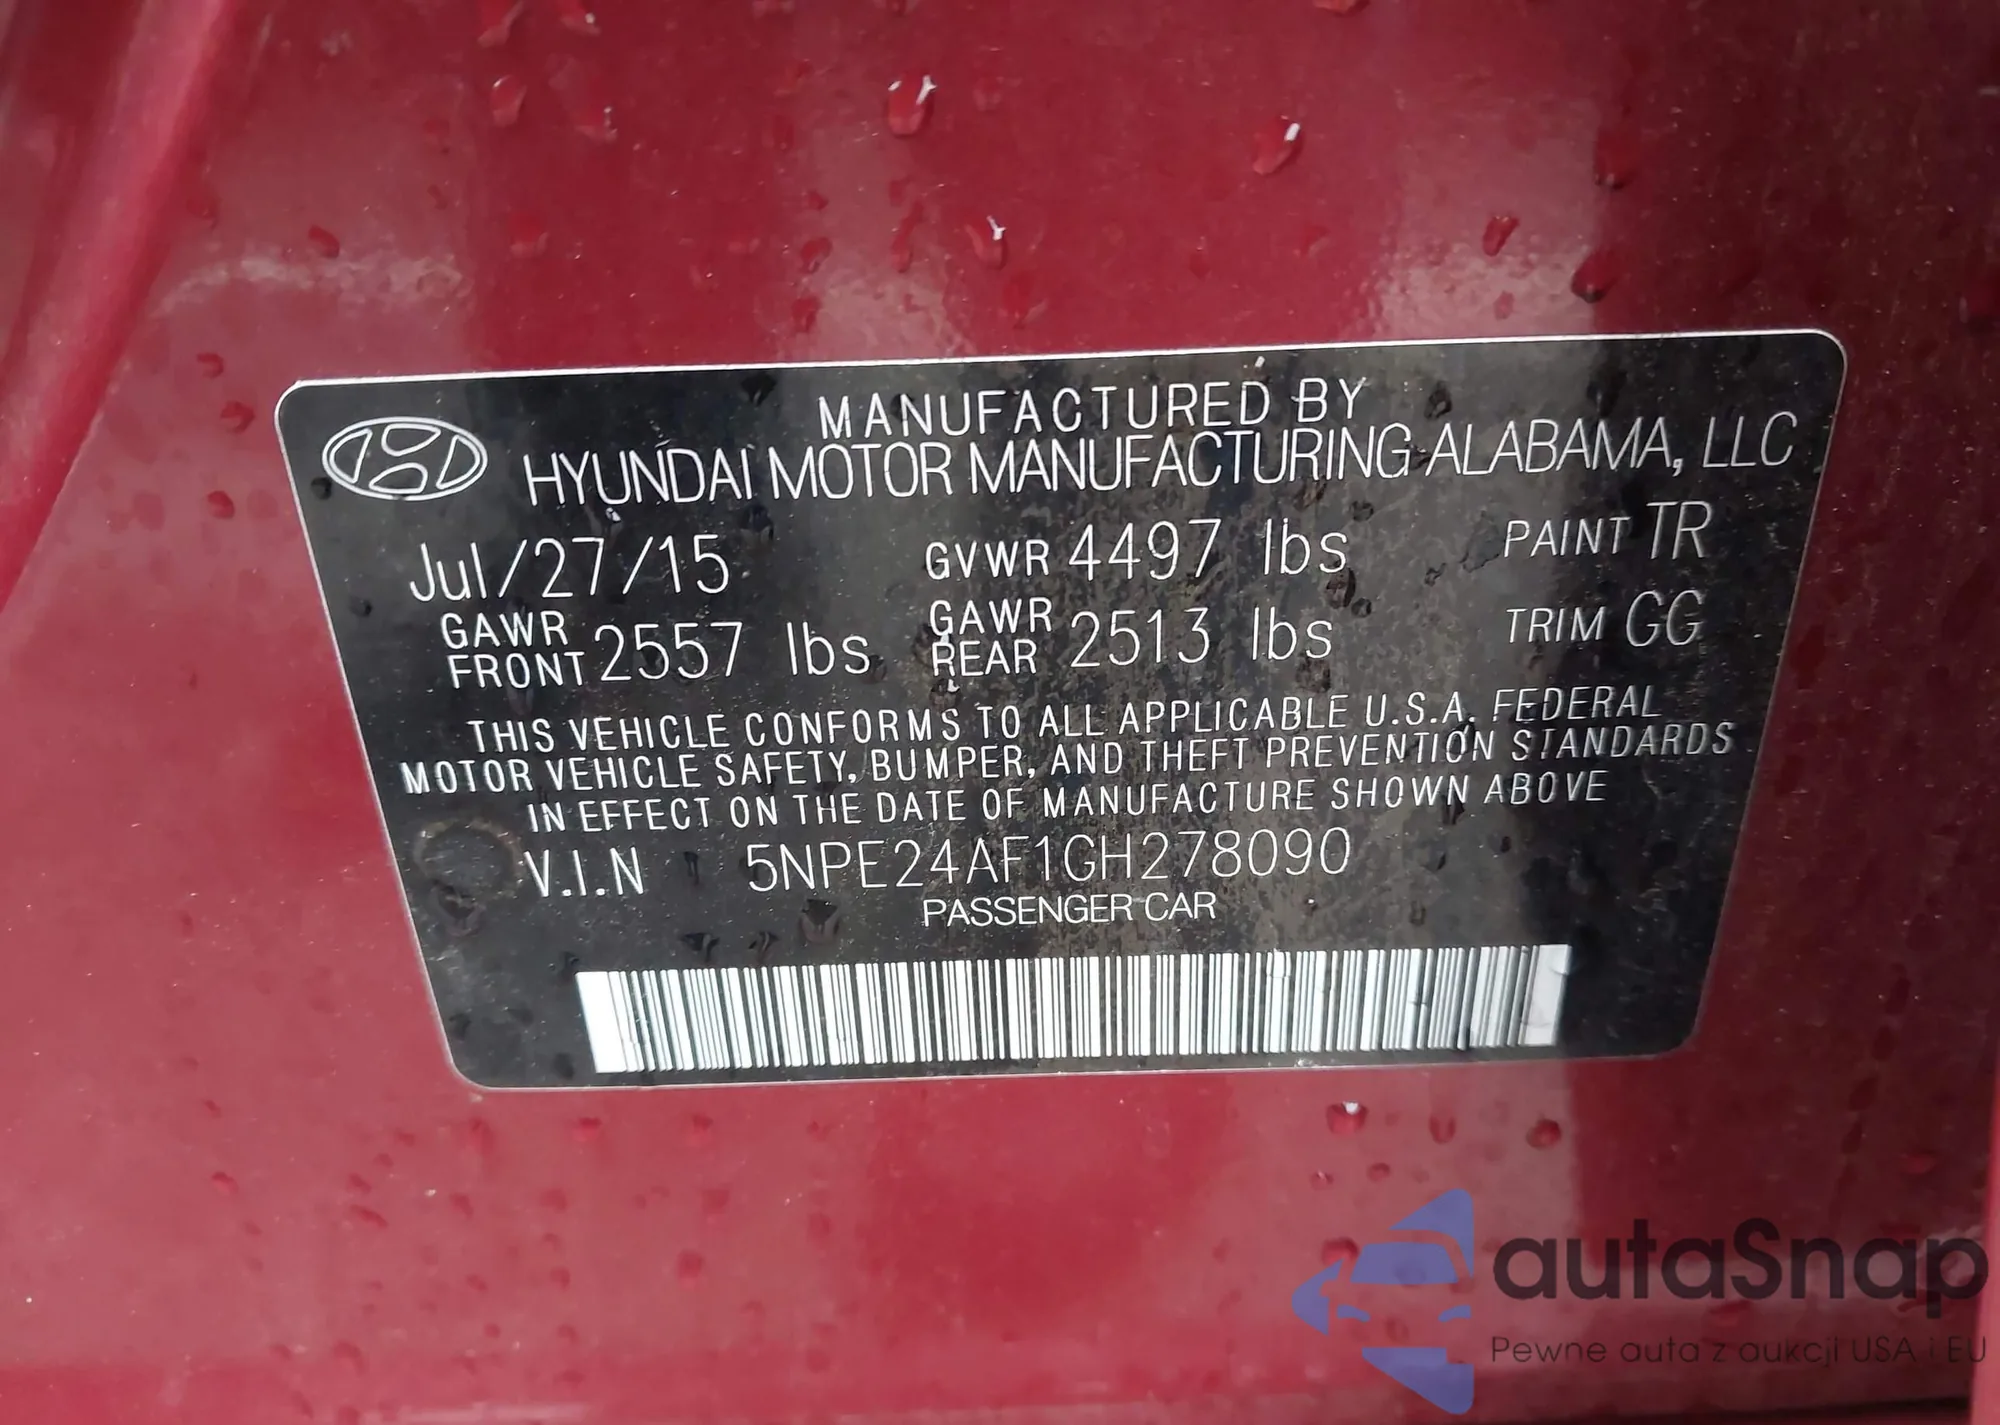 MANUFACTURED BY
HYUNDAI MOTOR MANUFACTURING ALABAMA, LLC
Jul/27/15 GVWR 4497 lbs PAINT TR
GAWR FRONT 2557 lbs GAWR REAR 2513 lbs TRIM GG
THIS VEHICLE CONFORMS TO ALL APPLICABLE U.S.A. FEDERAL
MOTOR VEHICLE SAFETY, BUMPER, AND THEFT PREVENTION STANDARDS
IN EFFECT ON THE DATE OF MANUFACTURE SHOWN ABOVE
V.I.N 5NPE24AF1GH278090
PASSENGER CAR
autaSnap
Pewne auta z aukcji USA i EU